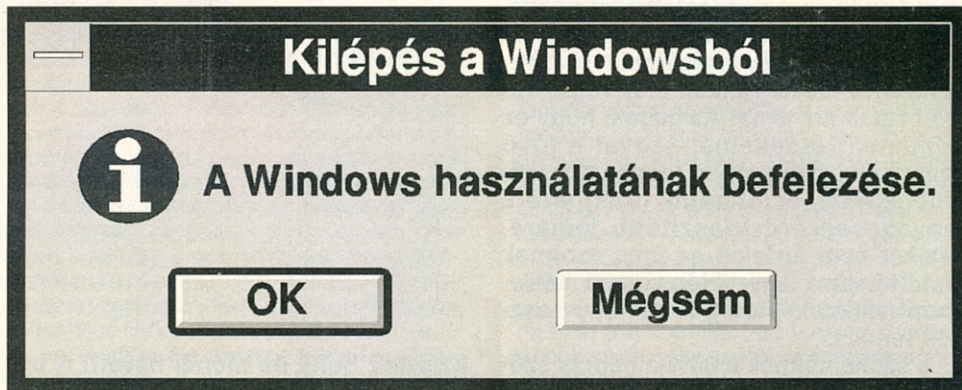 Kilépés a Windowsból
A Windows használatának befejezése.
OK
Mégsem